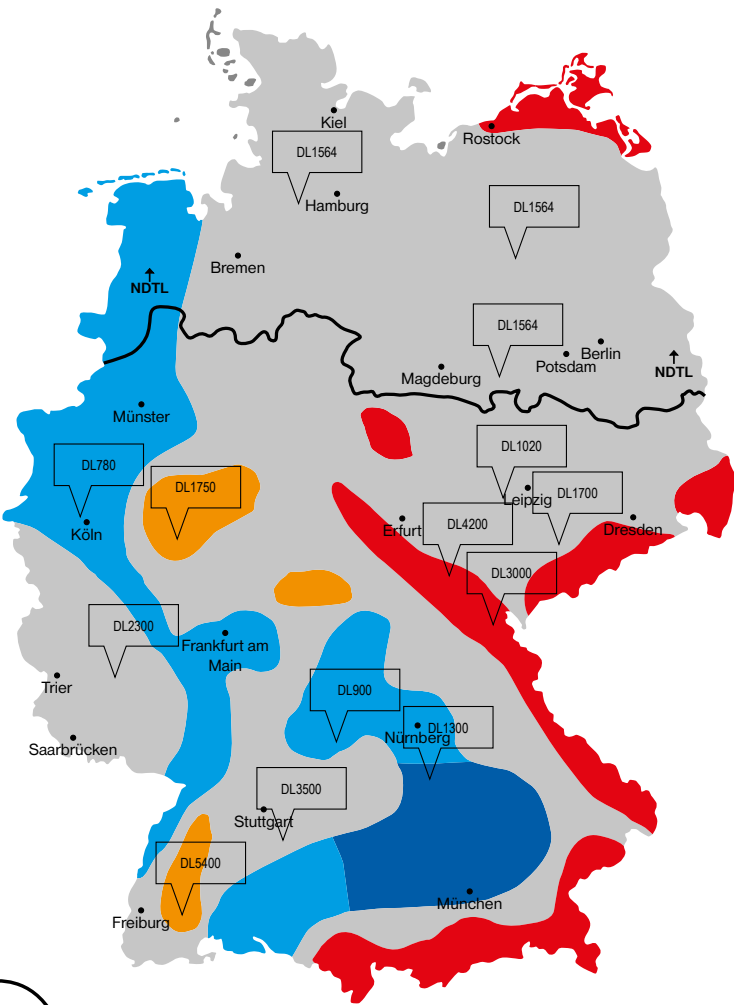 Kiel
Rostock
DL1564
Hamburg
DL1564
Bremen
NDTL
DL1564
Berlin
Potsdam
Magdeburg
NDTL
Münster
DL1020
DL780
DL1750
Leipzig
DL1700
Köln
Erfurt
DL4200
Dresden
DL3000
DL2300
Frankfurt am
Main
Trier
DL900
Nürnberg
DL1300
Saarbrücken
DL3500
Stuttgart
DL5400
München
Freiburg